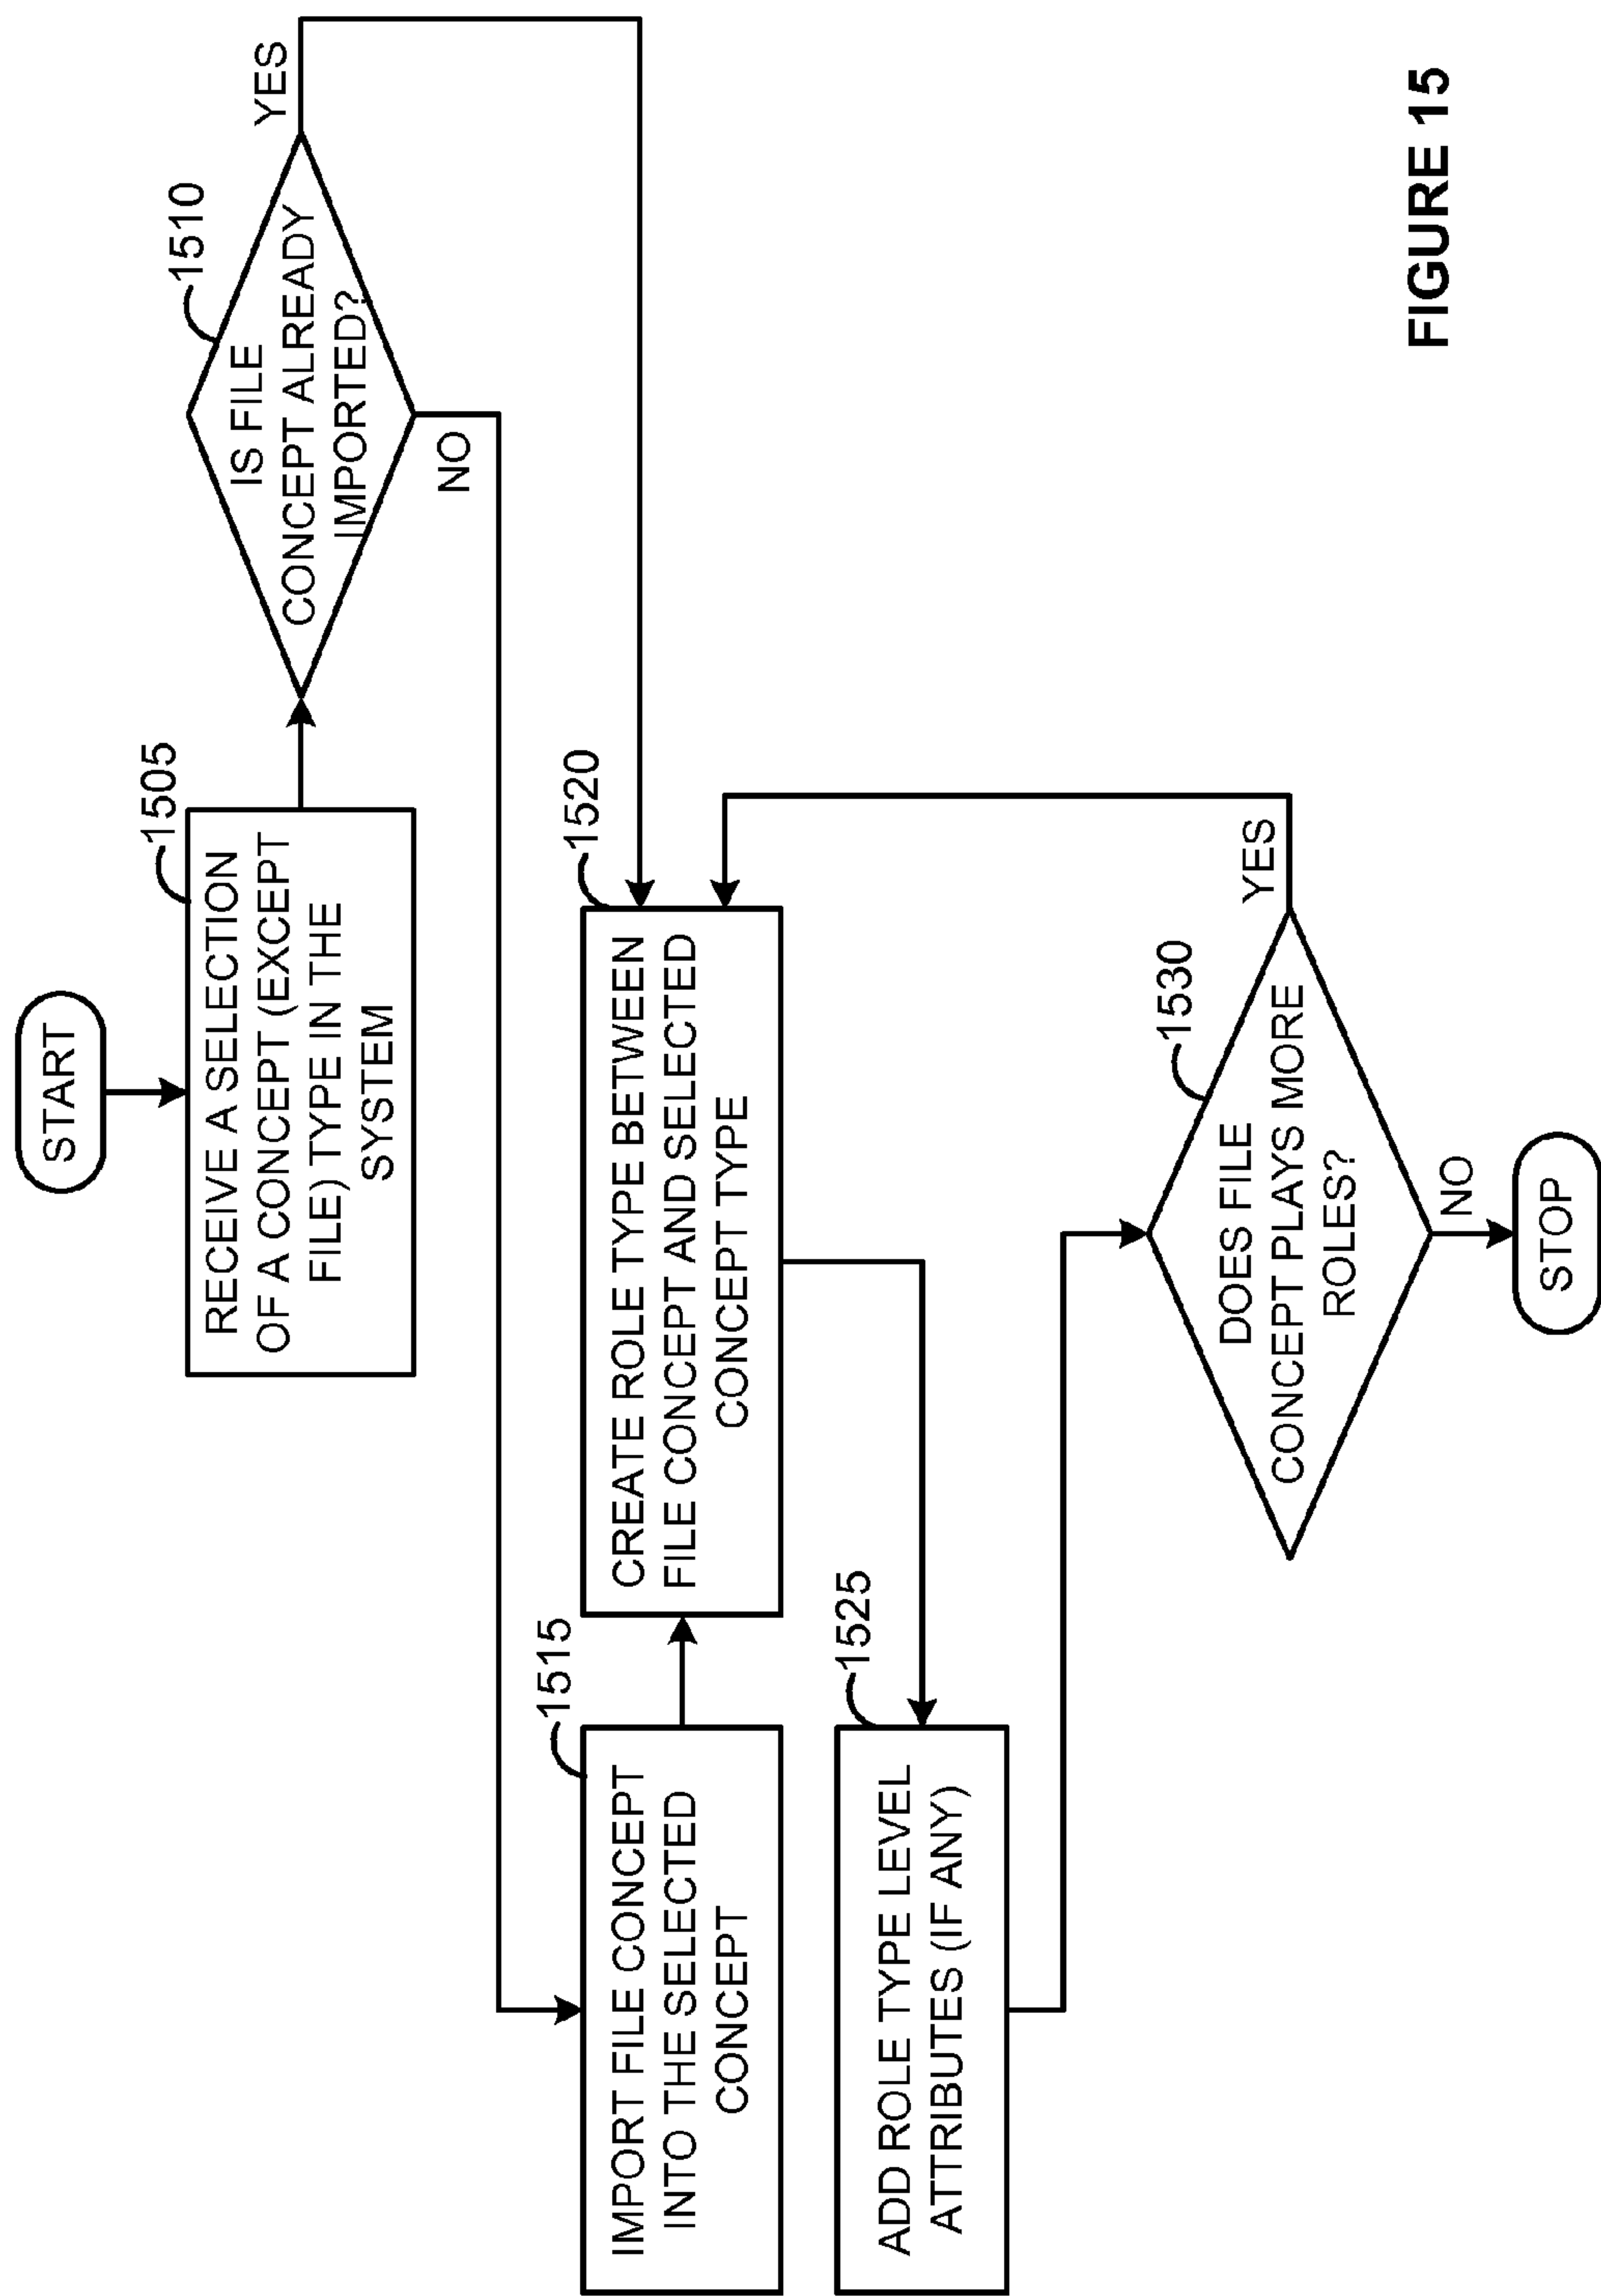 START
1505
RECEIVE A SELECTION
OF A CONCEPT (EXCEPT
FILE) TYPE IN THE
SYSTEM
1510
IS FILE
CONCEPT ALREADY
IMPORTED?
YES
NO
1515
IMPORT FILE CONCEPT
INTO THE SELECTED
CONCEPT
1520
CREATE ROLE TYPE BETWEEN
FILE CONCEPT AND SELECTED
CONCEPT TYPE
1525
ADD ROLE TYPE LEVEL
ATTRIBUTES (IF ANY)
1530
DOES FILE
CONCEPT PLAYS MORE
ROLES?
YES
NO
STOP
FIGURE 15